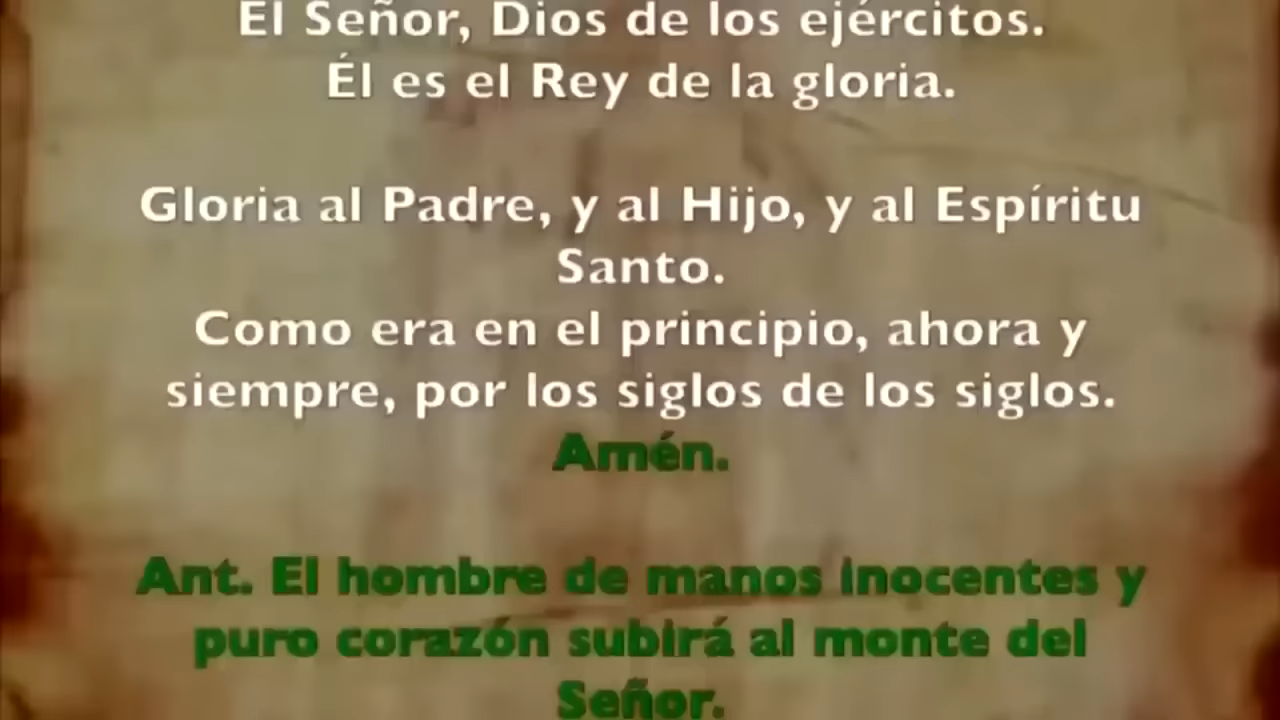 El Señor, Dios de los ejércitos.
Él es el Rey de la gloria.
Gloria al Padre, y al Hijo, y al Espíritu
Santo.
Como era en el principio, ahora y
siempre, por los siglos de los siglos.
Amén.
Ant. El hombre de manos inocentes y
puro corazón subirá al monte del
Señor.